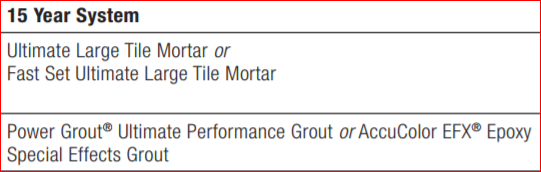 15 Year System
Ultimate Large Tile Mortar or
Fast Set Ultimate Large Tile Mortar
Power Grout® Ultimate Performance Grout or AccuColor EFX® Epoxy
Special Effects Grout